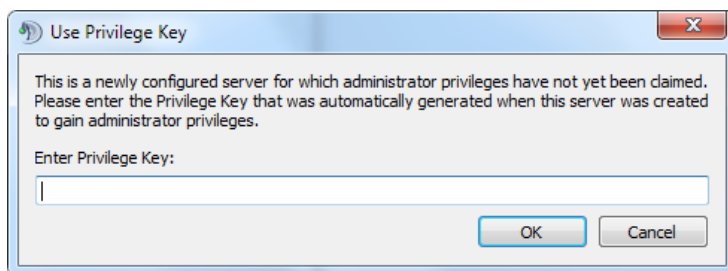 Use Privilege Key
This is a newly configured server for which administrator privileges have not yet been claimed.
Please enter the Privilege Key that was automatically generated when this server was created
to gain administrator privileges.
Enter Privilege Key:
OK Cancel